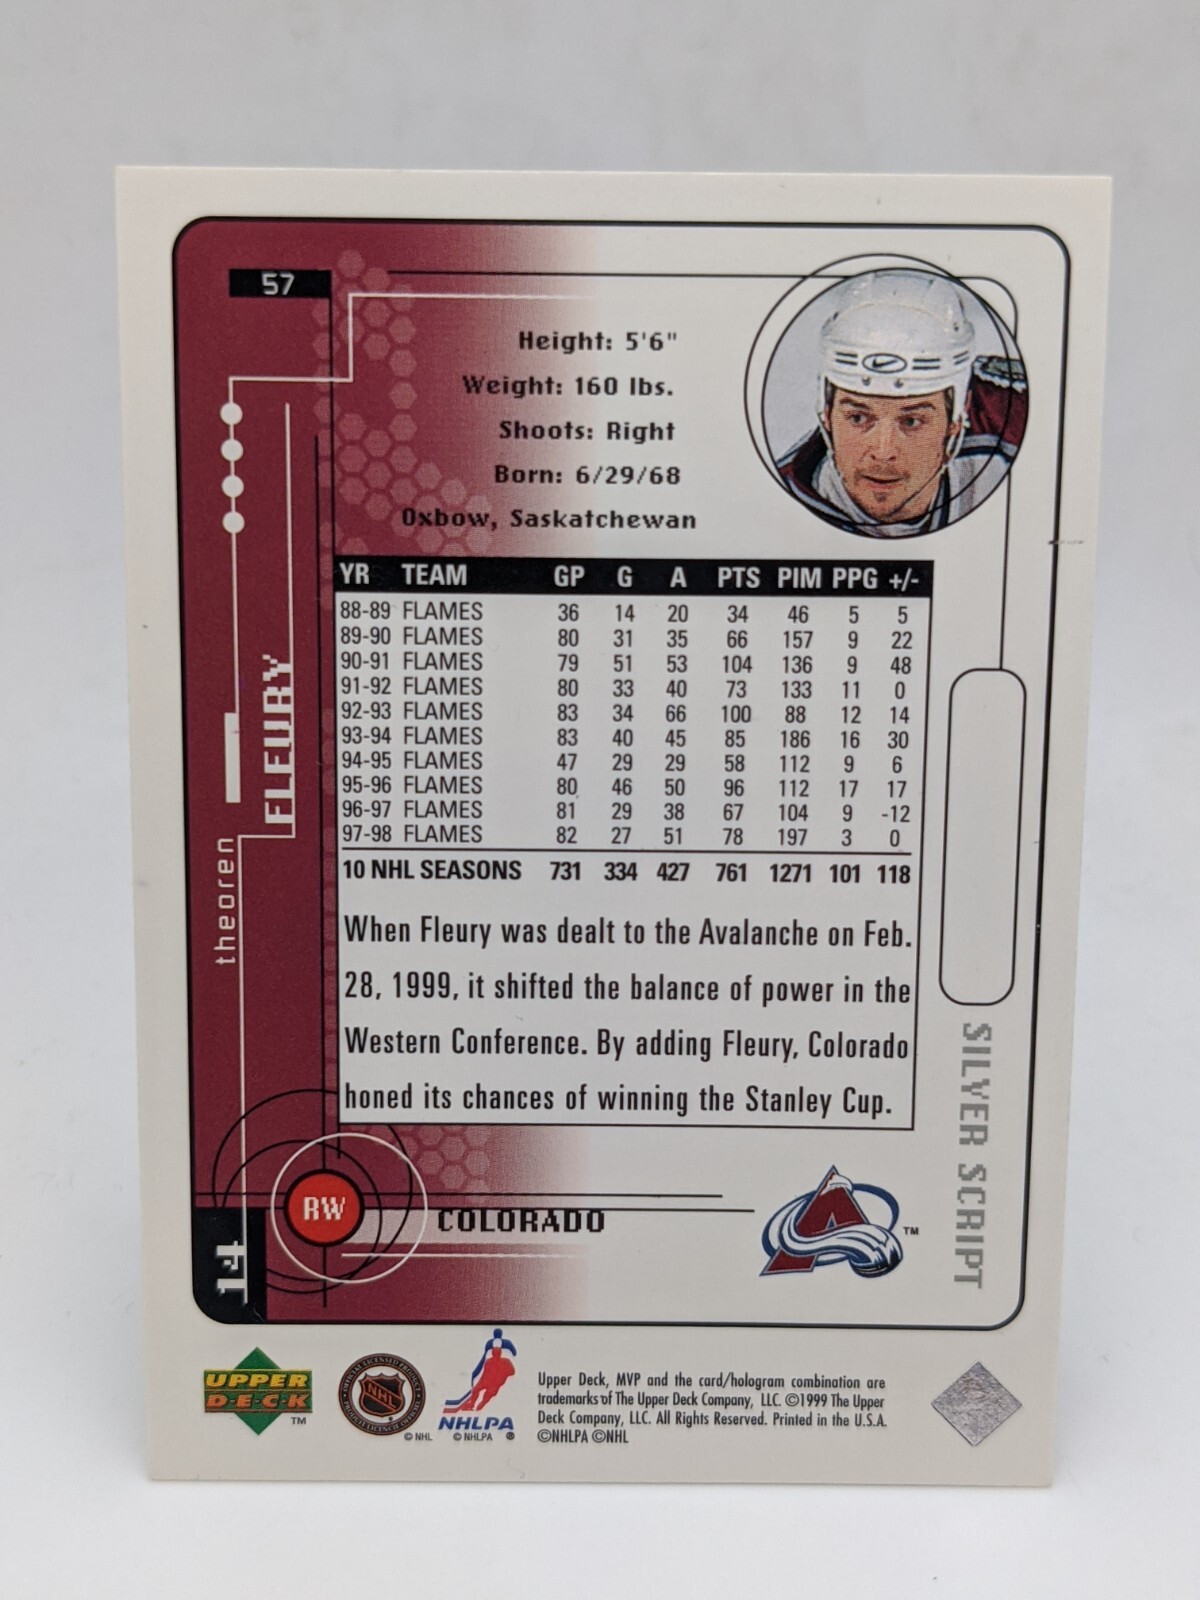 57
Height: 5'6"
Weight: 160 lbs.
Shoots: Right
Born: 6/29/68
Oxbow, Saskatchewan
theoren
FLEURY
YR TEAM GP G A PTS PIM PPG +/-
88-89 FLAMES 36 14 20 34 46 5 5
89-90 FLAMES 80 31 35 66 157 9 22
90-91 FLAMES 79 51 53 104 136 9 48
91-92 FLAMES 80 33 40 73 133 11 0
92-93 FLAMES 83 34 66 100 88 12 14
93-94 FLAMES 83 40 45 85 186 16 30
94-95 FLAMES 47 29 29 58 112 9 6
95-96 FLAMES 80 46 50 96 112 17 17
96-97 FLAMES 81 29 38 67 104 9 -12
97-98 FLAMES 82 27 51 78 197 3 0
10 NHL SEASONS 731 334 427 761 1271 101 118
When Fleury was dealt to the Avalanche on Feb.
28, 1999, it shifted the balance of power in the
Western Conference. By adding Fleury, Colorado
honed its chances of winning the Stanley Cup.
SILVER SCRIPT
RW
COLORADO
TM
14
UPPER
DECK
TM
NHL
© NHL
NHLPA
© NHLPA ®
Upper Deck, MVP and the card/hologram combination are
trademarks of The Upper Deck Company, LLC. ©1999 The Upper
Deck Company, LLC. All Rights Reserved. Printed in the U.S.A.
©NHLPA ©NHL